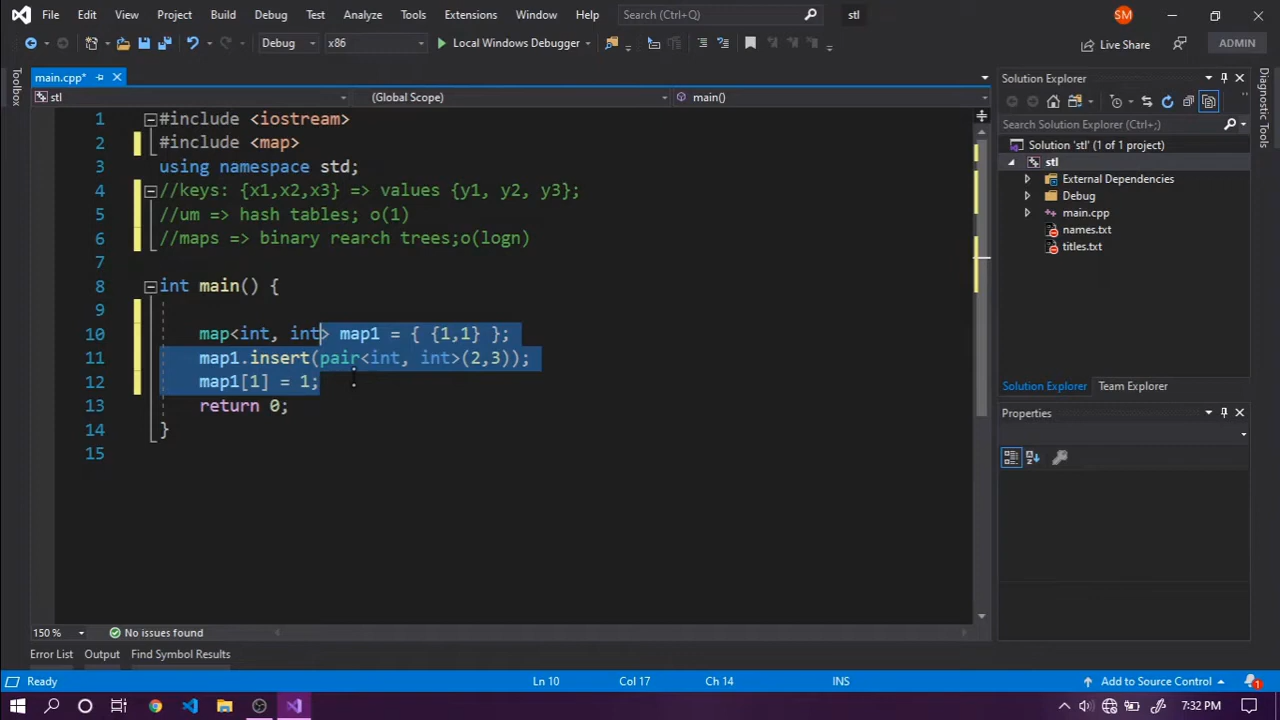 File Edit View Project Build Debug Test Analyze Tools Extensions Window Help Search (Ctrl+Q) stl SM
Debug x86 Local Windows Debugger Live Share ADMIN
Toolbox
main.cpp*
stl (Global Scope) main()
1 #include <iostream>
2 #include <map>
3 using namespace std;
4 //keys: {x1,x2,x3} => values {y1, y2, y3};
5 //um => hash tables; o(1)
6 //maps => binary rearch trees;o(logn)
7
8 int main() {
9
10 map<int, int> map1 = { {1,1} };
11 map1.insert(pair<int, int>(2,3));
12 map1[1] = 1;
13 return 0;
14 }
15
150 % No issues found
Solution Explorer
Search Solution Explorer (Ctrl+;)
Solution 'stl' (1 of 1 project)
stl
External Dependencies
Debug
main.cpp
names.txt
titles.txt
Solution Explorer Team Explorer
Properties
Diagnostic Tools
Error List Output Find Symbol Results
Ready Ln 10 Col 17 Ch 14 INS Add to Source Control 1
7:32 PM